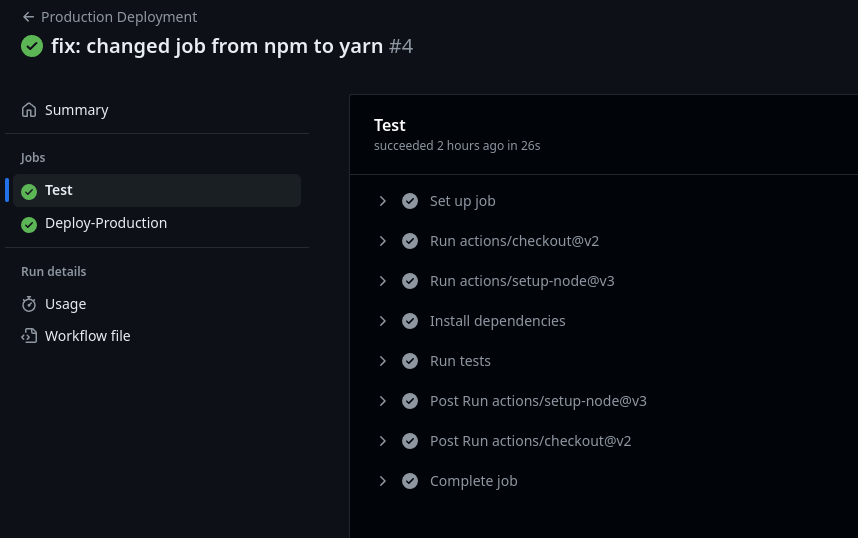 Production Deployment
fix: changed job from npm to yarn #4
Summary
Jobs
Test
Deploy-Production
Run details
Usage
Workflow file
Test
succeeded 2 hours ago in 26s
Set up job
Run actions/checkout@v2
Run actions/setup-node@v3
Install dependencies
Run tests
Post Run actions/setup-node@v3
Post Run actions/checkout@v2
Complete job